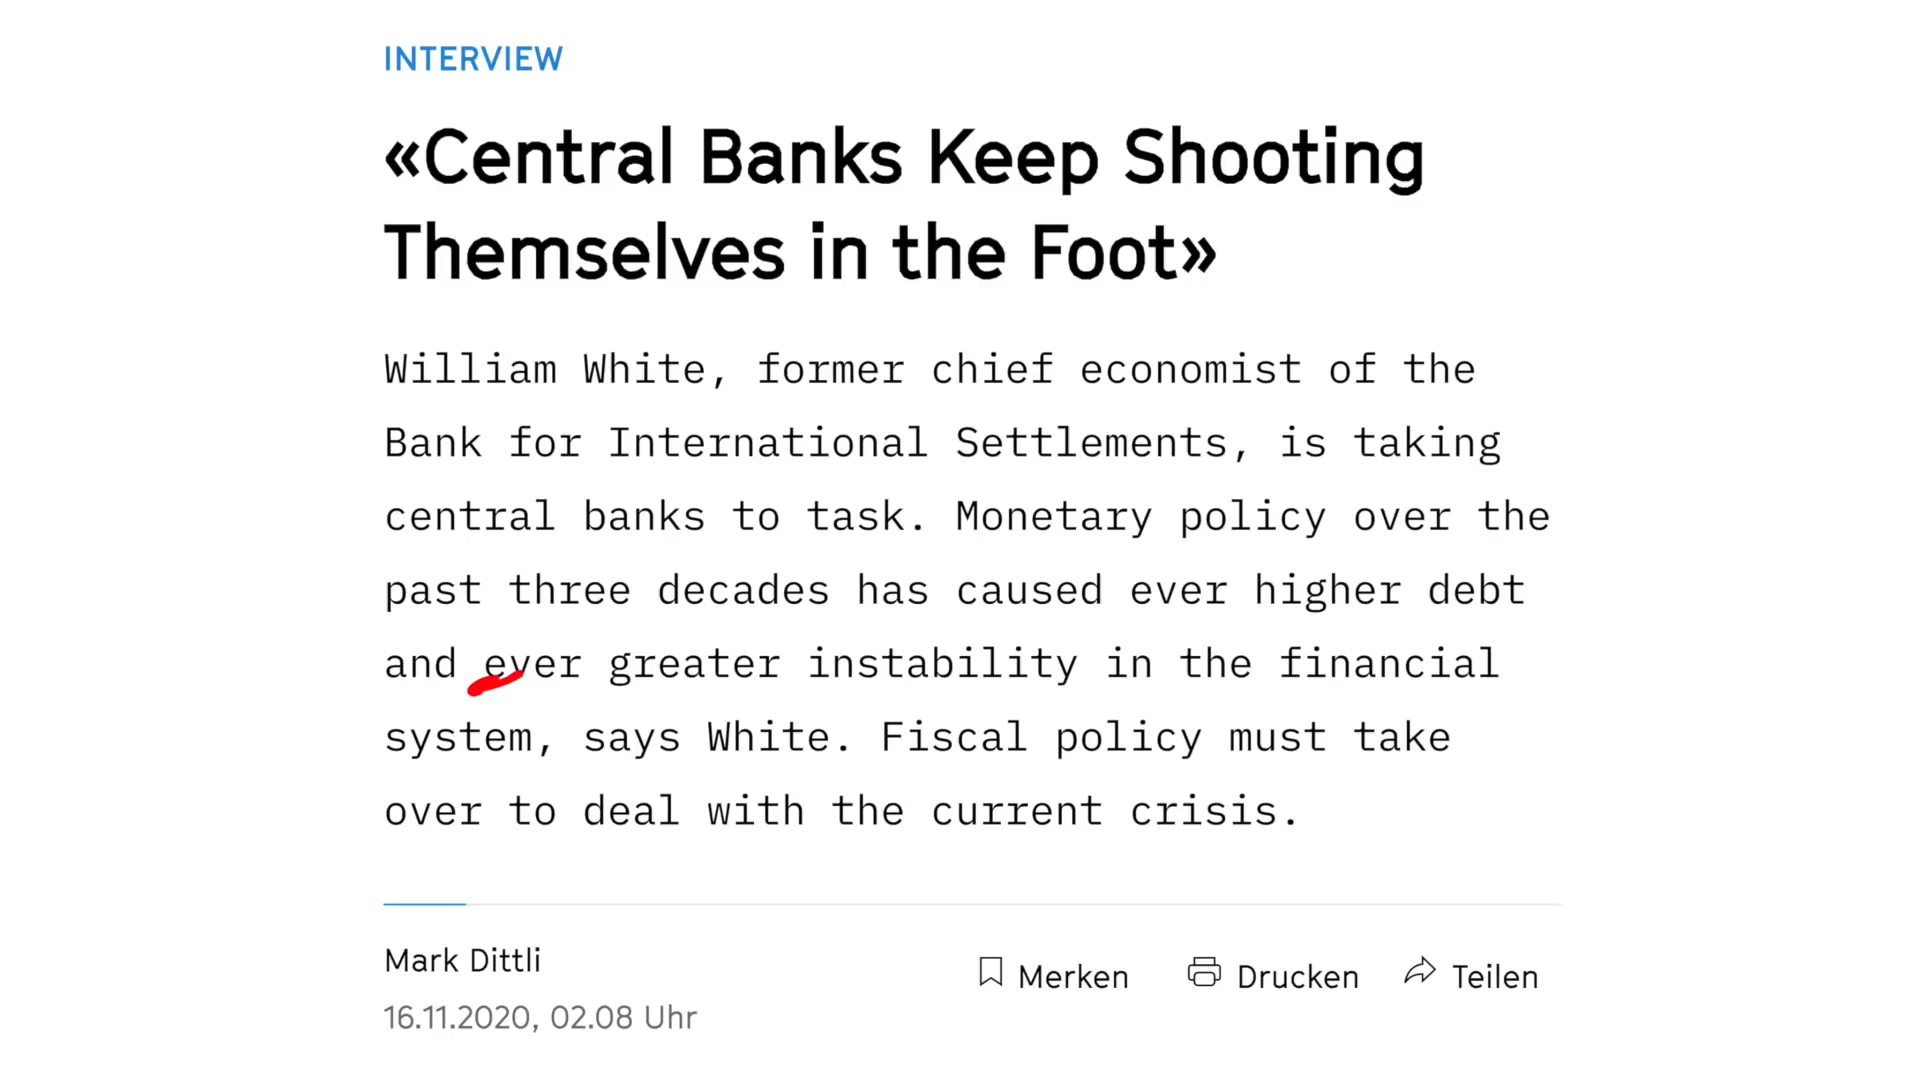 INTERVIEW
«Central Banks Keep Shooting
Themselves in the Foot»
William White, former chief economist of the
Bank for International Settlements, is taking
central banks to task. Monetary policy over the
past three decades has caused ever higher debt
and ever greater instability in the financial
system, says White. Fiscal policy must take
over to deal with the current crisis.
Mark Dittli
Merken Drucken Teilen
16.11.2020, 02.08 Uhr